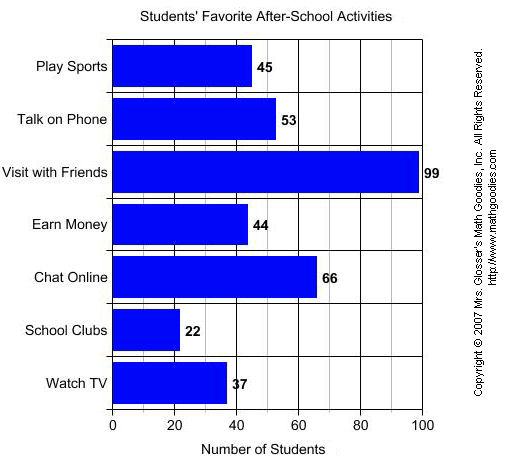 Students' Favorite After-School Activities
Play Sports
45
Talk on Phone
53
Visit with Friends
99
Earn Money
44
Chat Online
66
School Clubs
22
Watch TV
37
0 20 40 60 80 100
Number of Students
Copyright © 2007 Mrs. Glosser's Math Goodies, Inc. All Rights Reserved.
http://www.mathgoodies.com